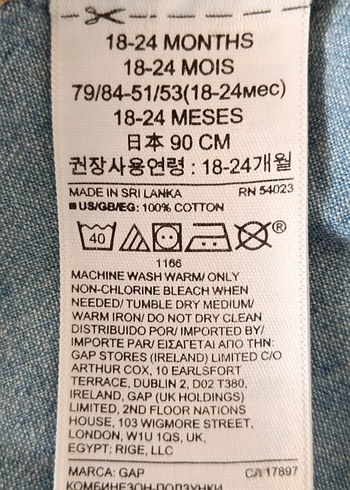 18-24 MONTHS
18-24 MOIS
79/84-51/53(18-24мес)
18-24 MESES
日本 90 CM
권장사용연령 : 18-24개월
MADE IN SRI LANKA RN 54023
■ US/GB/EG: 100% COTTON
40 ®
1166
MACHINE WASH WARM/ ONLY
NON-CHLORINE BLEACH WHEN
NEEDED/ TUMBLE DRY MEDIUM/
WARM IRON/ DO NOT DRY CLEAN
DISTRIBUIDO POR/ IMPORTED BY/
IMPORTE PAR/ ΕΙΣΑΓΕΤΑΙ ΑΠΟ ΤΗΝ:
GAP STORES (IRELAND) LIMITED C/O
ARTHUR COX, 10 EARLSFORT
TERRACE, DUBLIN 2, D02 T380,
IRELAND, GAP (UK HOLDINGS)
LIMITED, 2ND FLOOR NATIONS
HOUSE, 103 WIGMORE STREET,
LONDON, W1U 1QS, UK,
EGYPT: RIGE, LLC
MARCA: GAP CA 17897
КОМБИНЕЗОН-ПОЛЗУНКИ